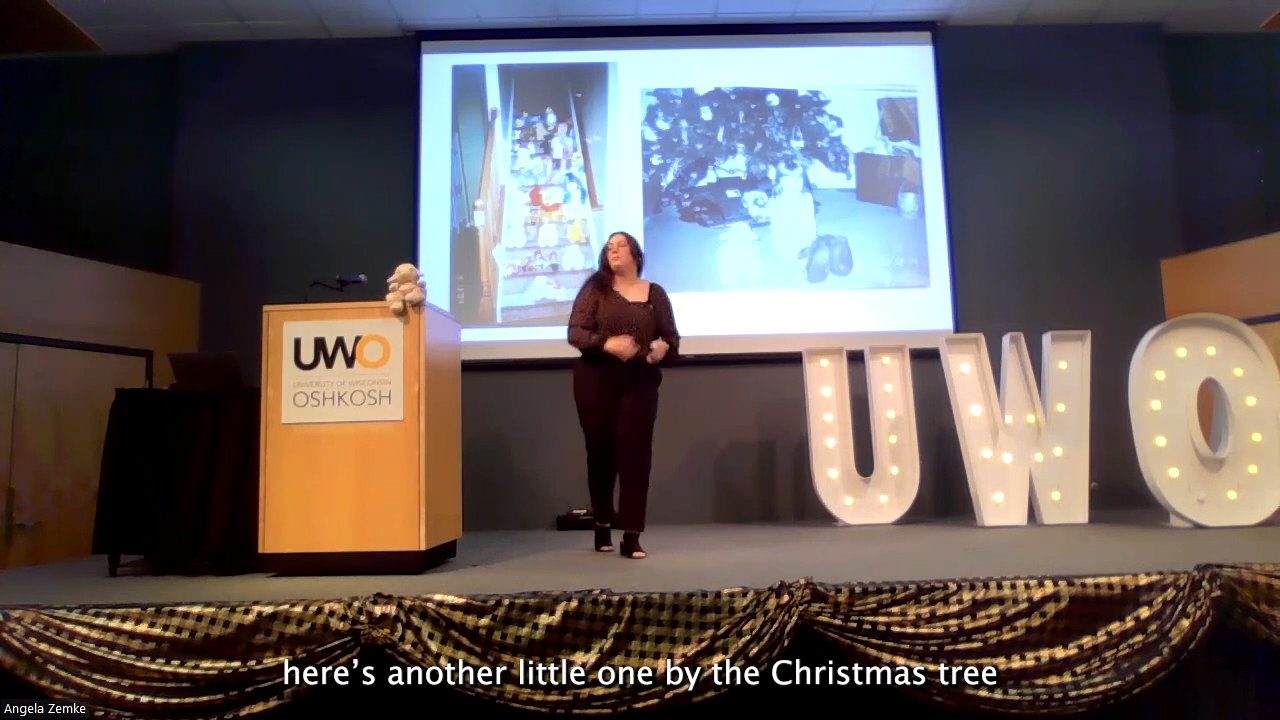 UWO
UNIVERSITY OF WISCONSIN
OSHKOSH
UWO
here's another little one by the Christmas tree
Angela Zemke